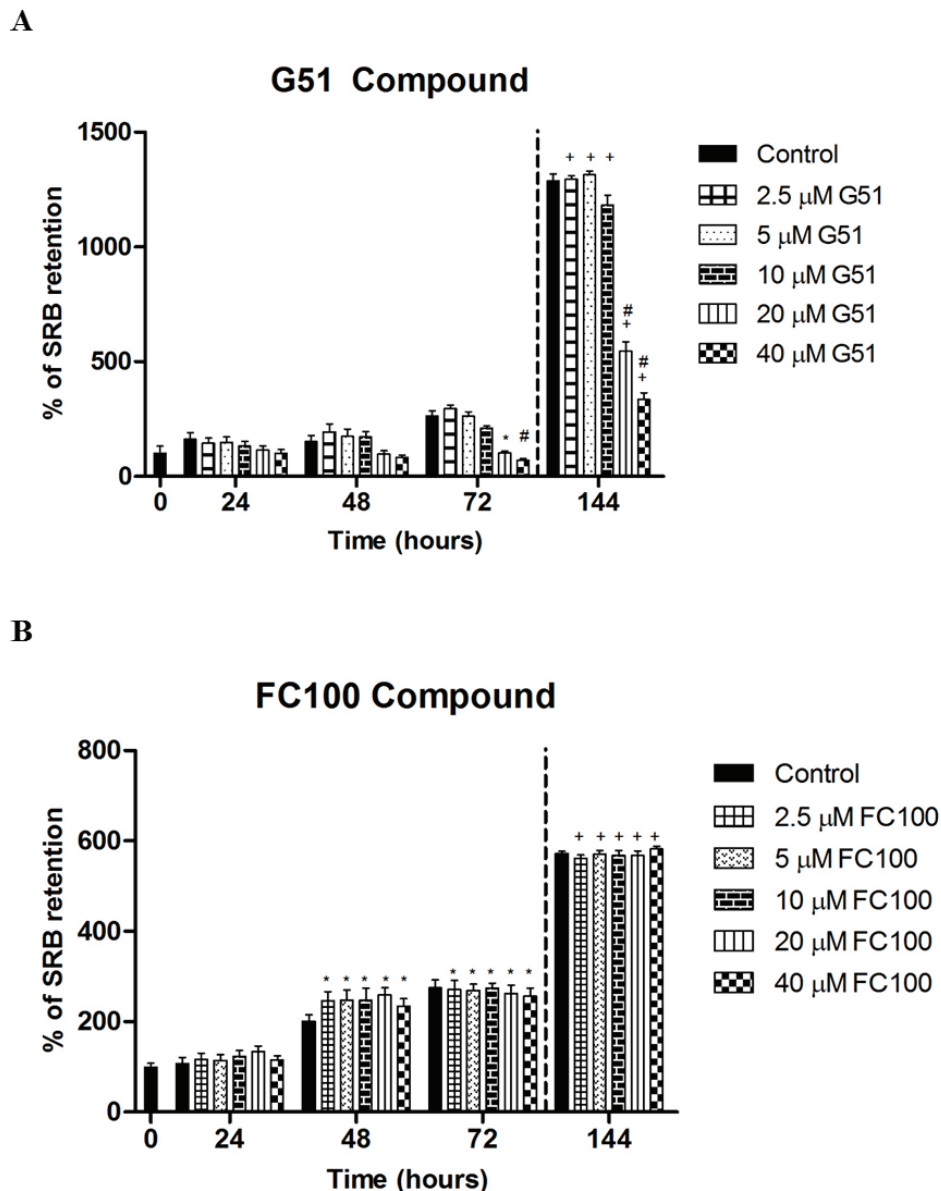 A
G51 Compound
1500
1000
500
0
% of SRB retention
+ + +
#
+
#
+
* #
0 24 48 72 144
Time (hours)
Control
2.5 μM G51
5 μM G51
10 μM G51
20 μM G51
40 μM G51
B
FC100 Compound
800
600
400
200
0
% of SRB retention
+ + + + +
* * * * *
* * * * *
0 24 48 72 144
Time (hours)
Control
2.5 μM FC100
5 μM FC100
10 μM FC100
20 μM FC100
40 μM FC100